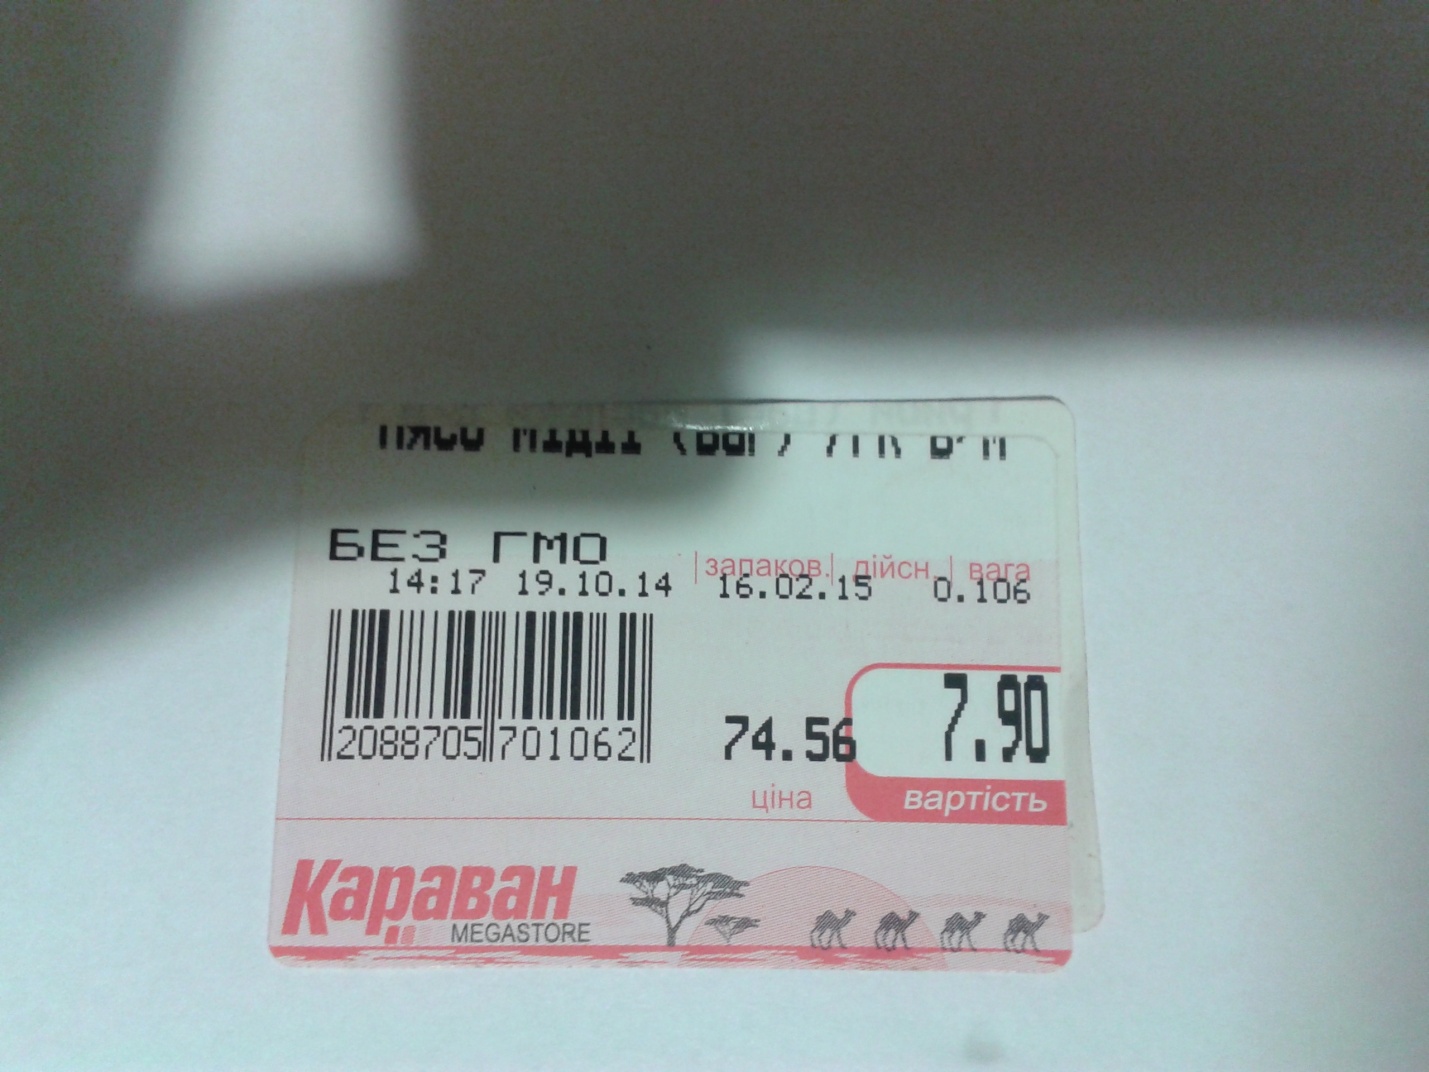 БЕЗ ГМО
запаков. дійсн. вага
14:17 19.10.14 16.02.15 0.106
7.90
74.56
2088705 701062
ціна вартість
Караван
MEGASTORE